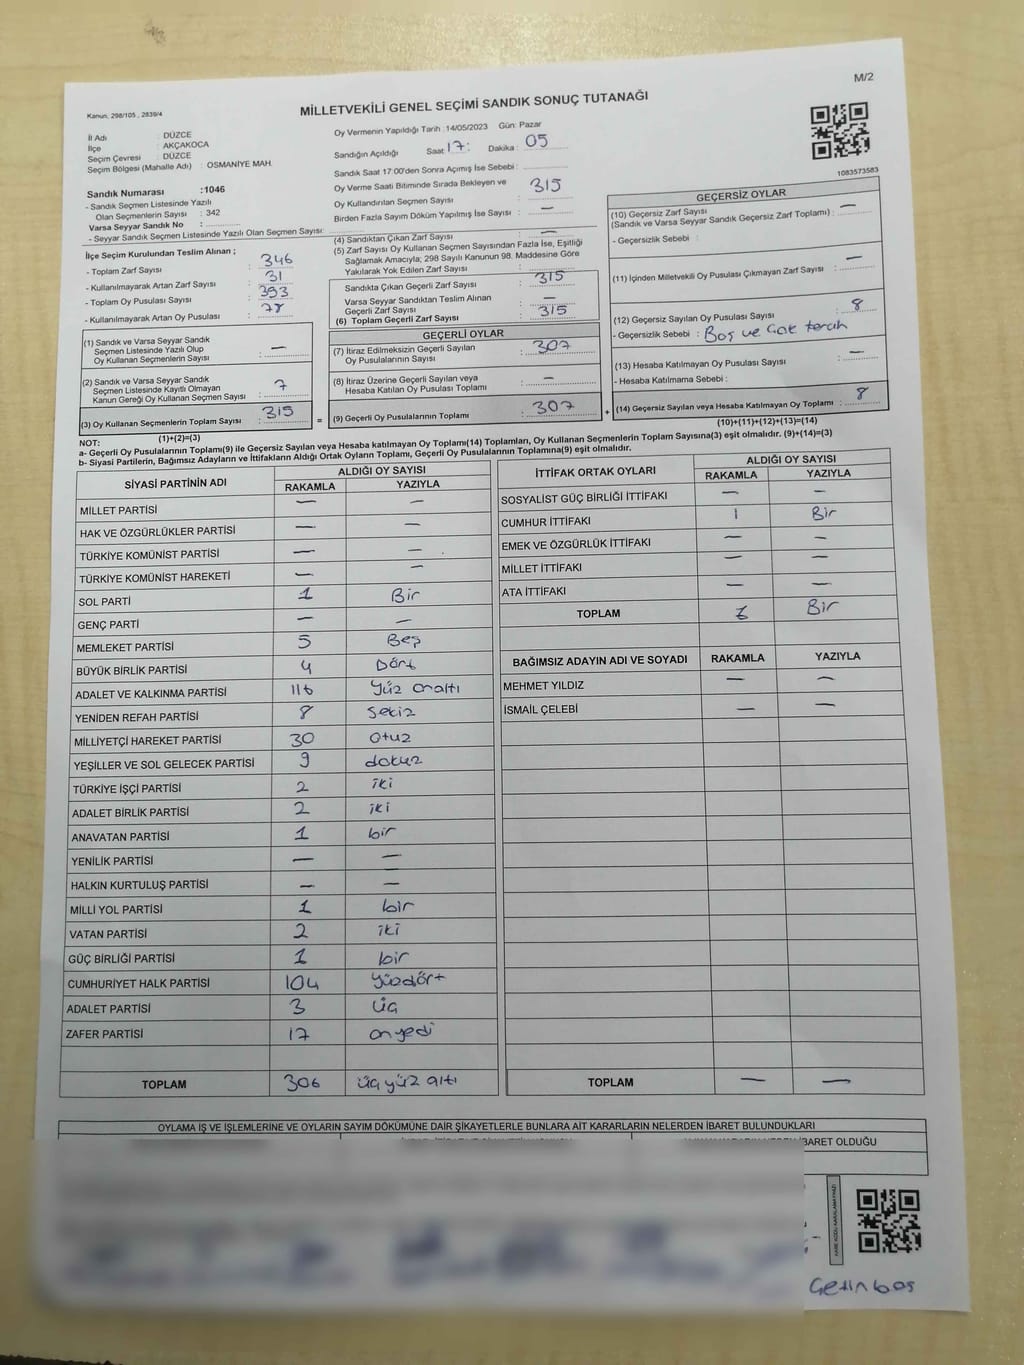 M/2
MİLLETVEKİLİ GENEL SEÇİMİ SANDIK SONUÇ TUTANAĞI
Kanun, 298/105 , 2839/4
İl Adı : DÜZCE
İlçe : AKÇAKOCA
Seçim Çevresi : DÜZCE
Seçim Bölgesi (Mahalle Adı) : OSMANİYE MAH.
Sandık Numarası :1046
- Sandık Seçmen Listesinde Yazılı
Olan Seçmenlerin Sayısı : 342
Varsa Seyyar Sandık No :
- Seyyar Sandık Seçmen Listesinde Yazılı Olan Seçmen Sayısı:
Oy Vermenin Yapıldığı Tarih :14/05/2023 Gün: Pazar
Sandığın Açıldığı Saat 17: Dakika : 05
Sandık Saat 17:00'den Sonra Açımış İse Sebebi :
Oy Verme Saati Bitiminde Sırada Bekleyen ve
Oy Kullandırılan Seçmen Sayısı : 315
Birden Fazla Sayım Döküm Yapılmış İse Sayısı : —
1083573583
İlçe Seçim Kurulundan Teslim Alınan ;
- Toplam Zarf Sayısı : 346
- Kullanılmayarak Artan Zarf Sayısı : 31
- Toplam Oy Pusulası Sayısı : 393
- Kullanılmayarak Artan Oy Pusulası : 78
(1) Sandık ve Varsa Seyyar Sandık
Seçmen Listesinde Yazılı Olup
Oy Kullanan Seçmenlerin Sayısı : —
(2) Sandık ve Varsa Seyyar Sandık
Seçmen Listesinde Kayıtlı Olmayan
Kanun Gereği Oy Kullanan Seçmen Sayısı : 7
(3) Oy Kullanan Seçmenlerin Toplam Sayısı : 315
(1)+(2)=(3)
(4) Sandıktan Çıkan Zarf Sayısı : —
(5) Zarf Sayısı Oy Kullanan Seçmen Sayısından Fazla İse, Eşitliği
Sağlamak Amacıyla; 298 Sayılı Kanunun 98. Maddesine Göre
Yakılarak Yok Edilen Zarf Sayısı :
Sandıkta Çıkan Geçerli Zarf Sayısı : 315
Varsa Seyyar Sandıktan Teslim Alınan
Geçerli Zarf Sayısı : —
(6) Toplam Geçerli Zarf Sayısı : 315
GEÇERLİ OYLAR
(7) İtiraz Edilmeksizin Geçerli Sayılan
Oy Pusulalarının Sayısı : 307
(8) İtiraz Üzerine Geçerli Sayılan veya
Hesaba Katılan Oy Pusulası Toplamı : —
= (9) Geçerli Oy Pusulalarının Toplamı : 307 +
GEÇERSİZ OYLAR
(10) Geçersiz Zarf Sayısı
(Sandık ve Varsa Seyyar Sandık Geçersiz Zarf Toplamı) : —
- Geçersizlik Sebebi :
(11) İçinden Milletvekili Oy Pusulası Çıkmayan Zarf Sayısı : —
(12) Geçersiz Sayılan Oy Pusulası Sayısı : 8
- Geçersizlik Sebebi : Boş ve Çok tercih
(13) Hesaba Katılmayan Oy Pusulası Sayısı : —
- Hesaba Katılmama Sebebi :
(14) Geçersiz Sayılan veya Hesaba Katılmayan Oy Toplamı : 8
(10)+(11)+(12)+(13)=(14)
NOT:
a- Geçerli Oy Pusulalarının Toplamı(9) ile Geçersiz Sayılan veya Hesaba katılmayan Oy Toplamı(14) Toplamları, Oy Kullanan Seçmenlerin Toplam Sayısına(3) eşit olmalıdır. (9)+(14)=(3)
b- Siyasi Partilerin, Bağımsız Adayların ve İttifakların Aldığı Ortak Oyların Toplamı, Geçerli Oy Pusulalarının Toplamına(9) eşit olmalıdır.
SİYASİ PARTİNİN ADI ALDIĞI OY SAYISI
RAKAMLA YAZIYLA
MİLLET PARTİSİ — —
HAK VE ÖZGÜRLÜKLER PARTİSİ — —
TÜRKİYE KOMÜNİST PARTİSİ — —
TÜRKİYE KOMÜNİST HAREKETİ — —
SOL PARTİ 1 Bir
GENÇ PARTİ — —
MEMLEKET PARTİSİ 5 Beş
BÜYÜK BİRLİK PARTİSİ 4 Dört
ADALET VE KALKINMA PARTİSİ 116 Yüz onaltı
YENİDEN REFAH PARTİSİ 8 Sekiz
MİLLİYETÇİ HAREKET PARTİSİ 30 Otuz
YEŞİLLER VE SOL GELECEK PARTİSİ 9 dokuz
TÜRKİYE İŞÇİ PARTİSİ 2 iki
ADALET BİRLİK PARTİSİ 2 iki
ANAVATAN PARTİSİ 1 bir
YENİLİK PARTİSİ — —
HALKIN KURTULUŞ PARTİSİ — —
MİLLİ YOL PARTİSİ 1 bir
VATAN PARTİSİ 2 iki
GÜÇ BİRLİĞİ PARTİSİ 1 bir
CUMHURİYET HALK PARTİSİ 104 Yüzdört
ADALET PARTİSİ 3 üç
ZAFER PARTİSİ 17 onyedi
TOPLAM 306 üç yüz altı
İTTİFAK ORTAK OYLARI ALDIĞI OY SAYISI
RAKAMLA YAZIYLA
SOSYALİST GÜÇ BİRLİĞİ İTTİFAKI — —
CUMHUR İTTİFAKI 1 Bir
EMEK VE ÖZGÜRLÜK İTTİFAKI — —
MİLLET İTTİFAKI — —
ATA İTTİFAKI — —
TOPLAM 1 Bir
BAĞIMSIZ ADAYIN ADI VE SOYADI RAKAMLA YAZIYLA
MEHMET YILDIZ — —
İSMAİL ÇELEBİ — —
TOPLAM — —
OYLAMA İŞ VE İŞLEMLERİNE VE OYLARIN SAYIM DÖKÜMÜNE DAİR ŞİKAYETLERLE BUNLARA AİT KARARLARIN NELERDEN İBARET BULUNDUKLARI
İBARET OLDUĞU
KARE KODU KARALAMAYINIZ!